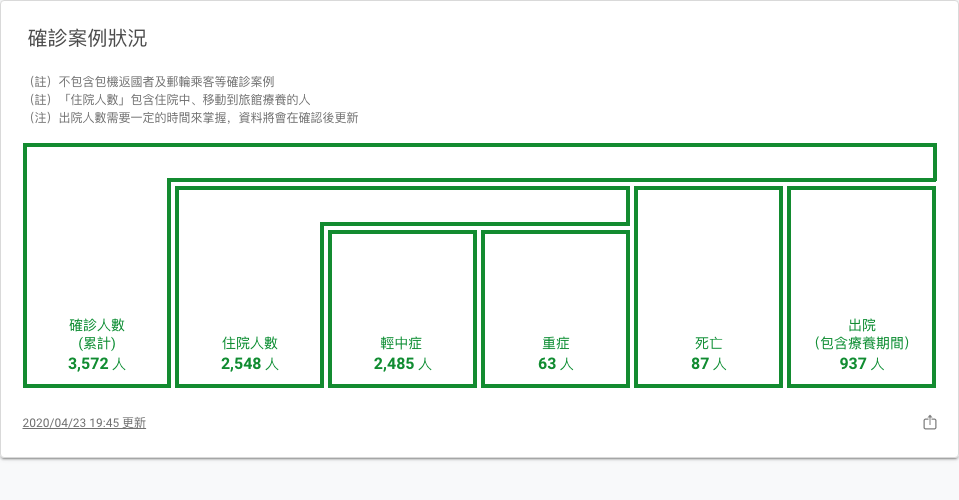 確診案例狀況
（註）不包含包機返國者及郵輪乘客等確診案例
（註）「住院人數」包含住院中、移動到旅館療養的人
（注）出院人數需要一定的時間來掌握，資料將會在確認後更新
確診人數
(累計)
3,572 人
住院人數
2,548 人
輕中症
2,485 人
重症
63 人
死亡
87 人
出院
（包含療養期間）
937 人
2020/04/23 19:45 更新